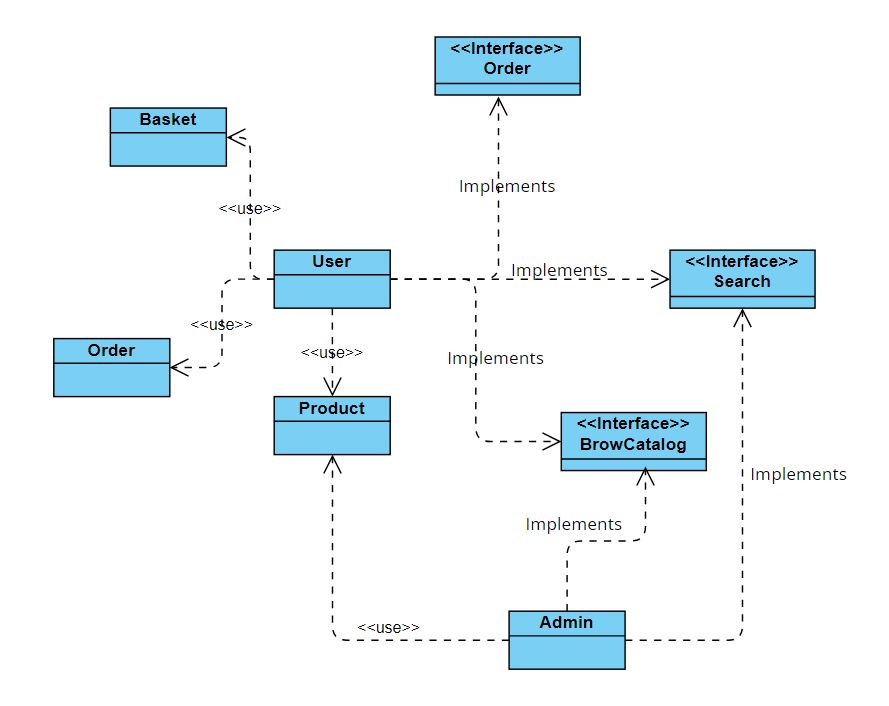 <<Interface>>
Order
Basket
Implements
<<use>>
User
<<Interface>>
Search
Implements
<<use>>
Order
<<use>>
Implements
Product
<<Interface>>
BrowCatalog
Implements
Implements
Admin
<<use>>